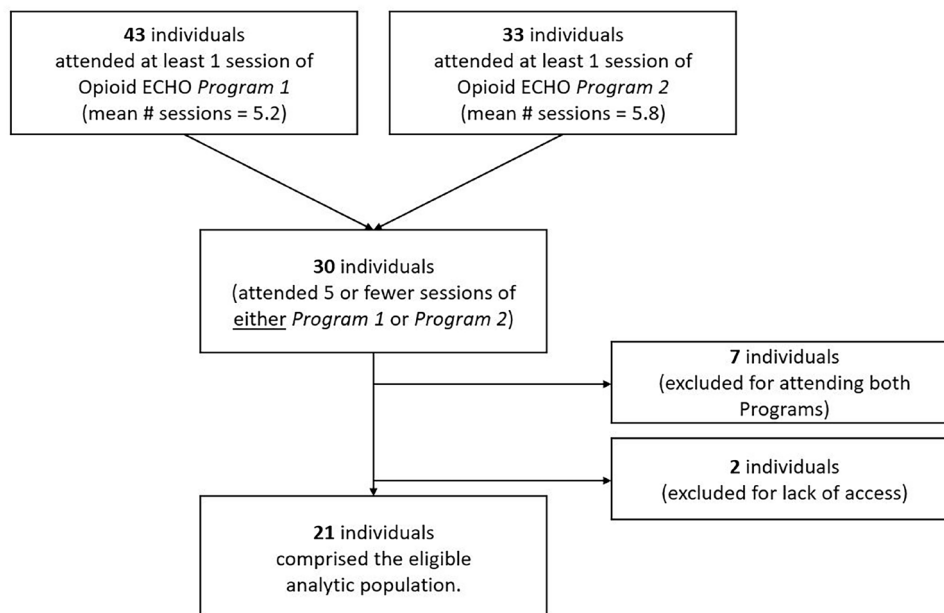 43 individuals
attended at least 1 session of
Opioid ECHO Program 1
(mean # sessions = 5.2)
33 individuals
attended at least 1 session of
Opioid ECHO Program 2
(mean # sessions = 5.8)
30 individuals
(attended 5 or fewer sessions of
either Program 1 or Program 2)
7 individuals
(excluded for attending both
Programs)
2 individuals
(excluded for lack of access)
21 individuals
comprised the eligible
analytic population.